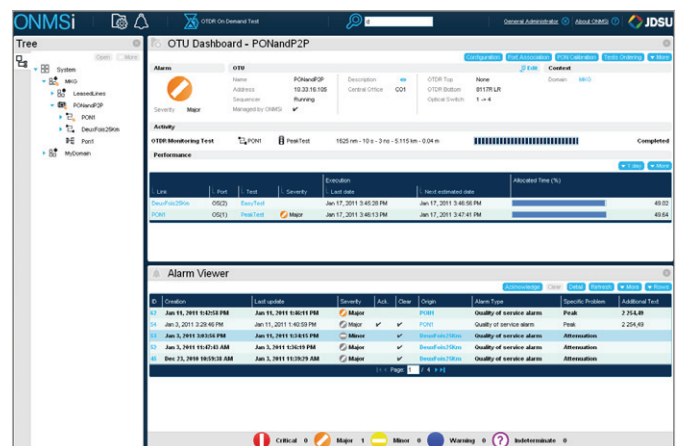 ONMSi
OTDR On Demand Test
General Administrator
About ONMSi
JDSU
Tree
Open
More
System
MKG
LeasedLines
PONandP2P
PON1
DeuxFois25Km
Pont
MyDomain
OTU Dashboard - PONandP2P
Configuration Port Association PON Calibration Tests Ordering More
Alarm OTU Edit Context
Name PONandP2P Description Central Office CO1 OTDR Top None Domain MKG
Address 10.33.16.105 OTDR Bottom 8117R LR
Sequencer Running Optical Switch 1 -> 4
Severity Major Managed by ONMSi
Activity
OTDR Monitoring Test PON1 PeakTest 1625 nm - 10 s - 3 ns - 5.115 km - 0.04 m Completed
Performance
1 day More
Execution Allocated Time (%)
Link Port Test Severity Last date Next estimated date
DeuxFois25Km OS(2) EasyTest Jan 17, 2011 3:45:28 PM Jan 17, 2011 3:46:58 PM 49.02
PON1 OS(1) PeakTest Major Jan 17, 2011 3:46:13 PM Jan 17, 2011 3:47:41 PM 49.64
Alarm Viewer
Acknowledge Clear Detail Refresh More Rows
ID Creation Last update Severity Ack. Clear Origin Alarm Type Specific Problem Additional Text
62 Jan 11, 2011 1:42:58 PM Jan 11, 2011 1:46:11 PM Major PON1 Quality of service alarm Peak 2 254,49
54 Jan 3, 2011 3:29:46 PM Jan 11, 2011 1:40:59 PM Major PON1 Quality of service alarm Peak 2 254,49
53 Jan 3, 2011 3:03:56 PM Jan 11, 2011 1:34:15 PM Minor DeuxFois25Km Quality of service alarm Attenuation
52 Jan 3, 2011 11:47:43 AM Jan 3, 2011 1:36:19 PM Major DeuxFois25Km Quality of service alarm Attenuation
Dec 23, 2010 10:59:38 AM Jan 3, 2011 11:39:29 AM Major DeuxFois25Km Quality of service alarm Attenuation
Page 1 / 4
Critical 0 Major 1 Minor 0 Warning 0 Indeterminate 0